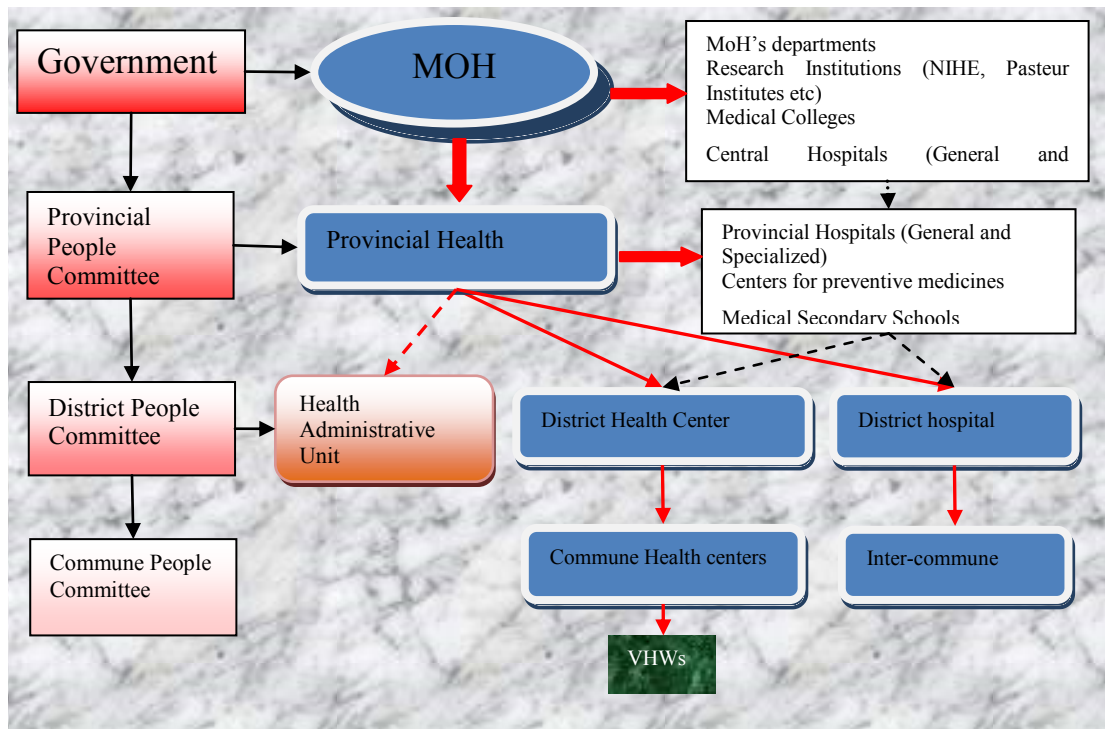 Government
MOH
MoH's departments
Research Institutions (NIHE, Pasteur
Institutes etc)
Medical Colleges
Central Hospitals (General and
Provincial
People
Committee
Provincial Health
Provincial Hospitals (General and
Specialized)
Centers for preventive medicines
Medical Secondary Schools
District People
Committee
Health
Administrative
Unit
District Health Center
District hospital
Commune People
Committee
Commune Health centers
Inter-commune
VHWs